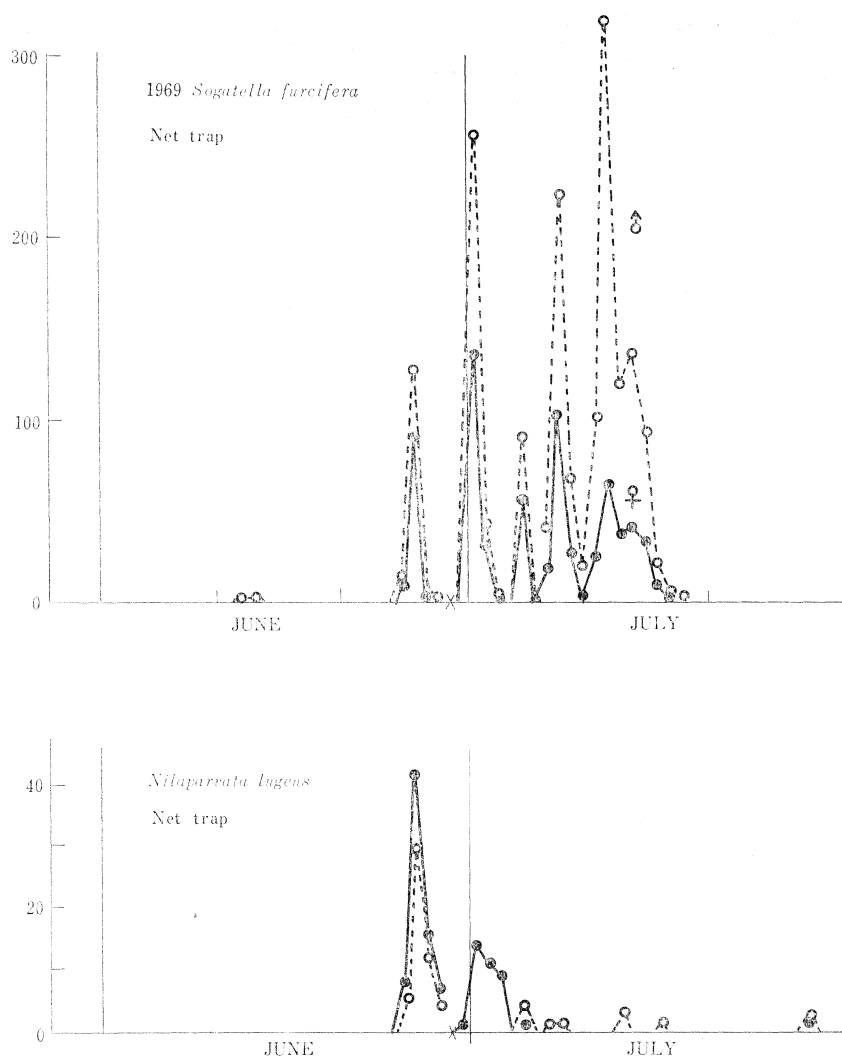 300
1969 Sogatella furcifera
Net trap
200
100
0
JUNE JULY
Nilaparvata lugens
40
Net trap
20
0
JUNE JULY